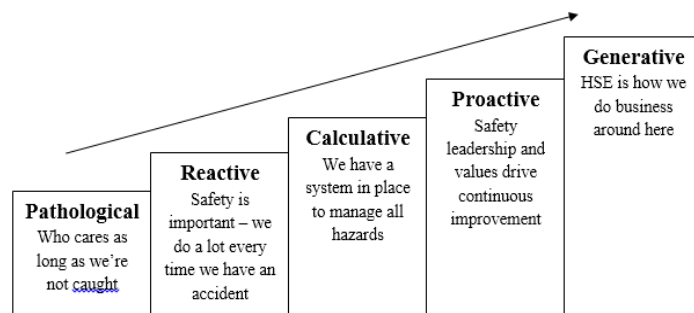 Pathological
Who cares as
long as we're
not caught
Reactive
Safety is
important – we
do a lot every
time we have an
accident
Calculative
We have a
system in place
to manage all
hazards
Proactive
Safety
leadership and
values drive
continuous
improvement
Generative
HSE is how we
do business
around here